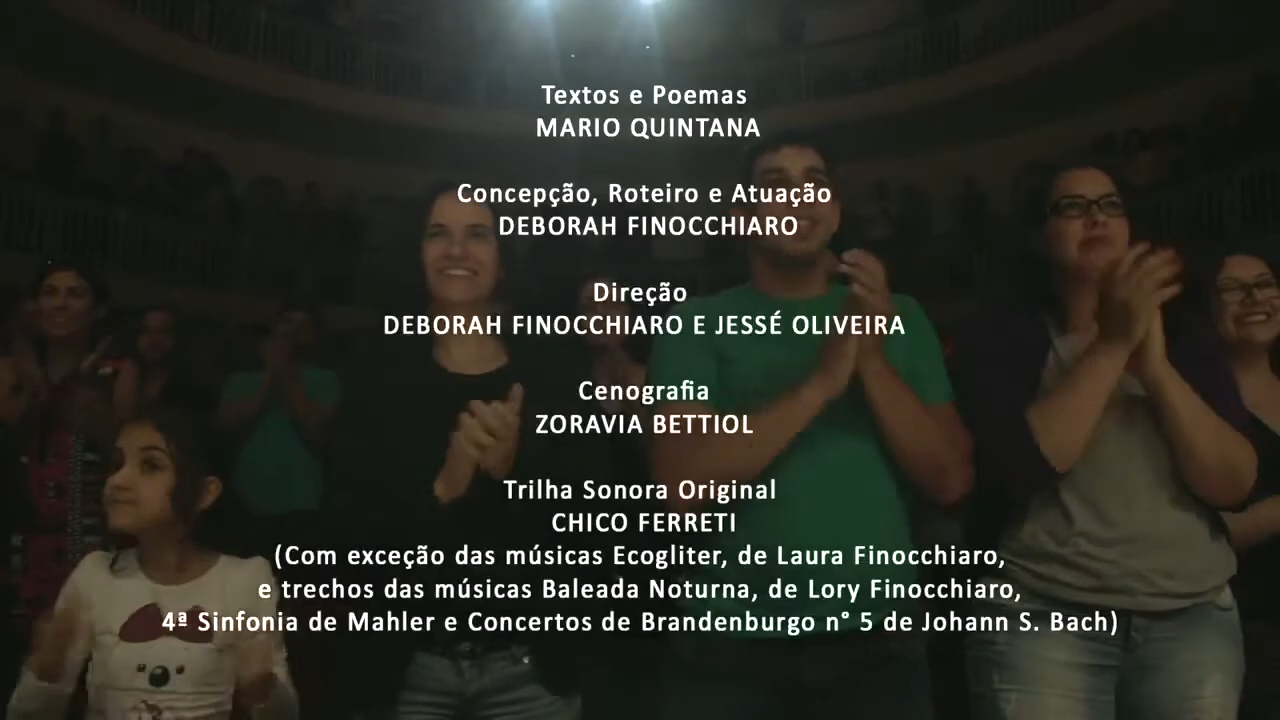 Textos e Poemas
MARIO QUINTANA
Concepção, Roteiro e Atuação
DEBORAH FINOCCHIARO
Direção
DEBORAH FINOCCHIARO E JESSÉ OLIVEIRA
Cenografia
ZORAVIA BETTIOL
Trilha Sonora Original
CHICO FERRETI
(Com exceção das músicas Ecogliter, de Laura Finocchiaro,
e trechos das músicas Baleada Noturna, de Lory Finocchiaro,
4ª Sinfonia de Mahler e Concertos de Brandenburgo n° 5 de Johann S. Bach)